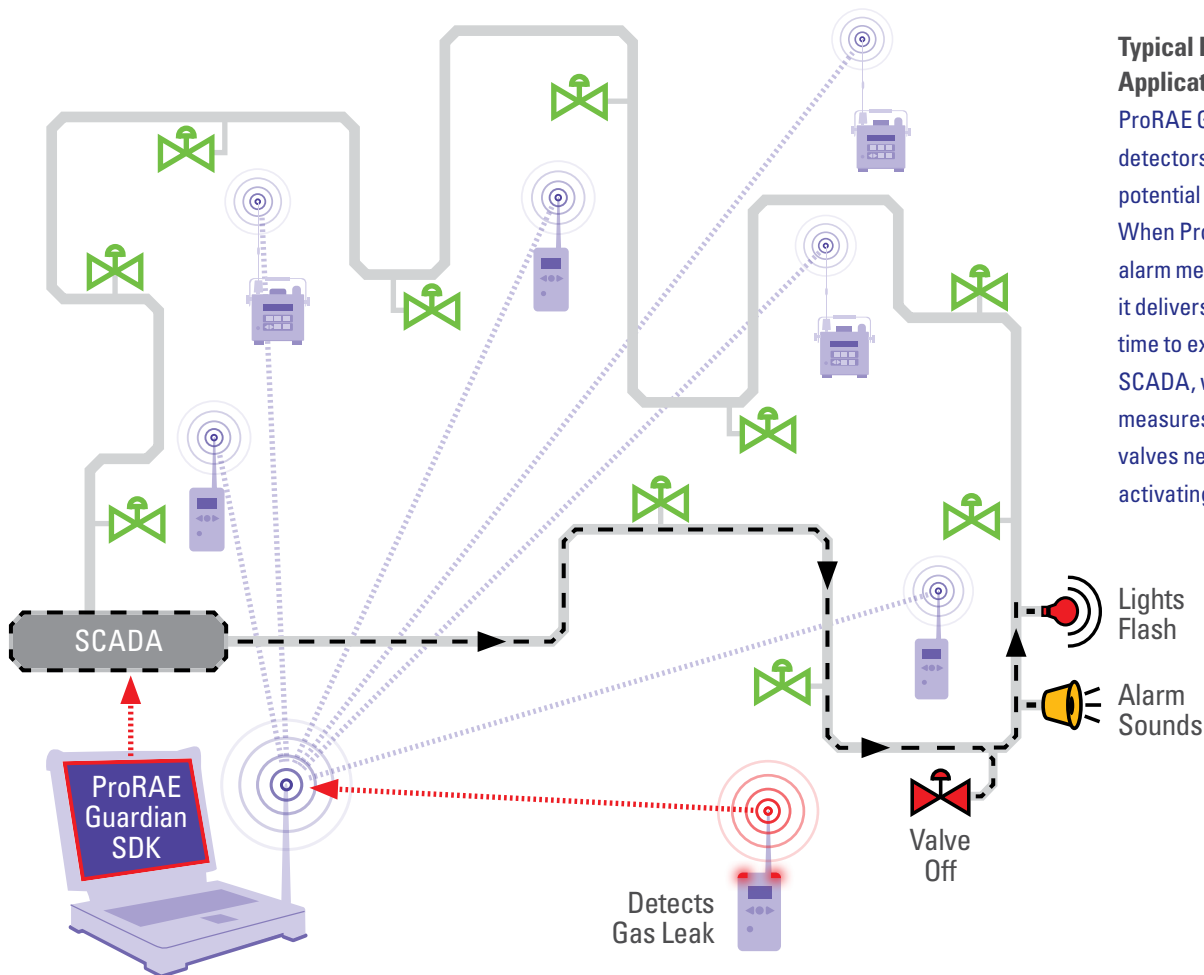 Typical
Applicat
ProRAE G
detectors
potential
When Pro
alarm me
it delivers
time to ex
SCADA, w
measures
valves ne
activating
SCADA
Lights
Flash
Alarm
Sounds
ProRAE
Guardian
SDK
Valve
Off
Detects
Gas Leak